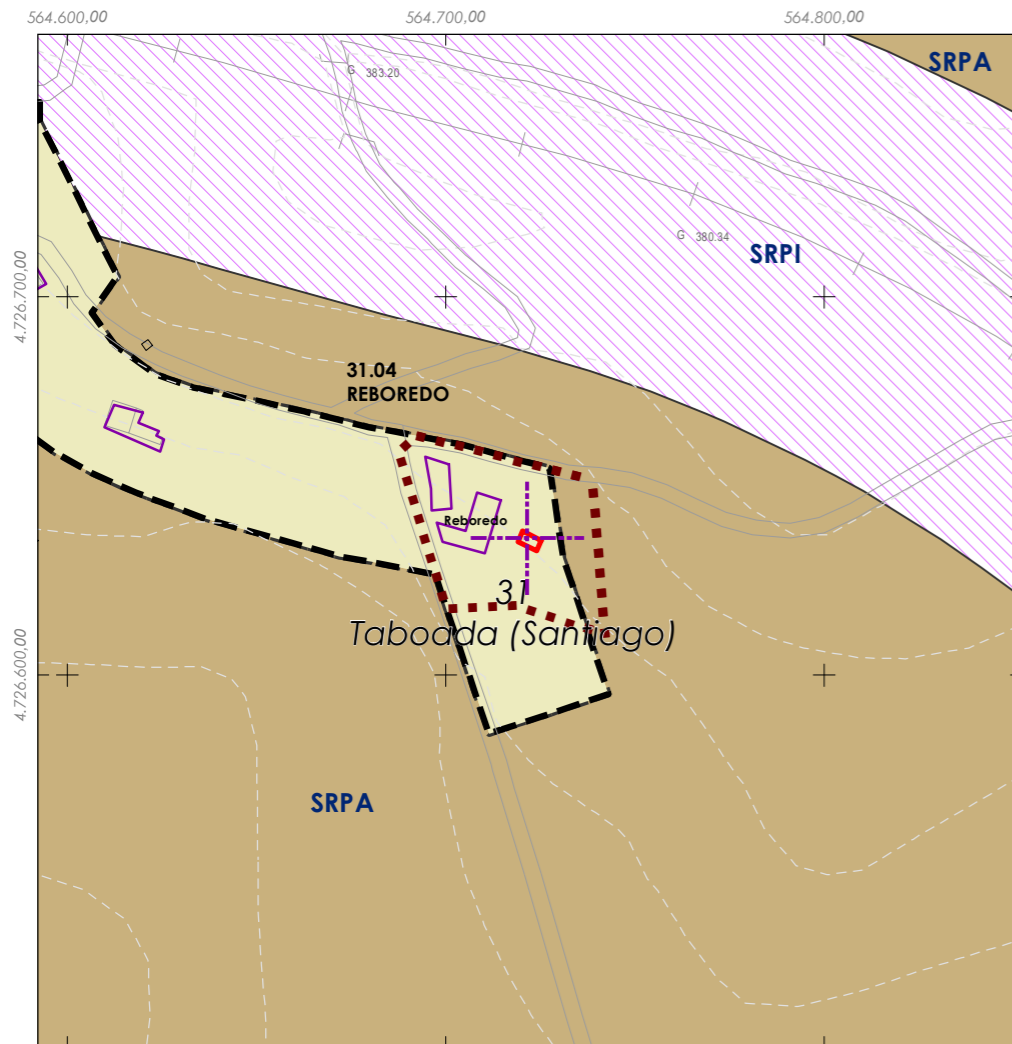 564.600,00
564.700,00
564.800,00
SRPA
G 383.20
G 380.34
SRPI
4.726.700,00
31.04
REBOREDO
Reboredo
31
Taboada (Santiago)
4.726.600,00
SRPA